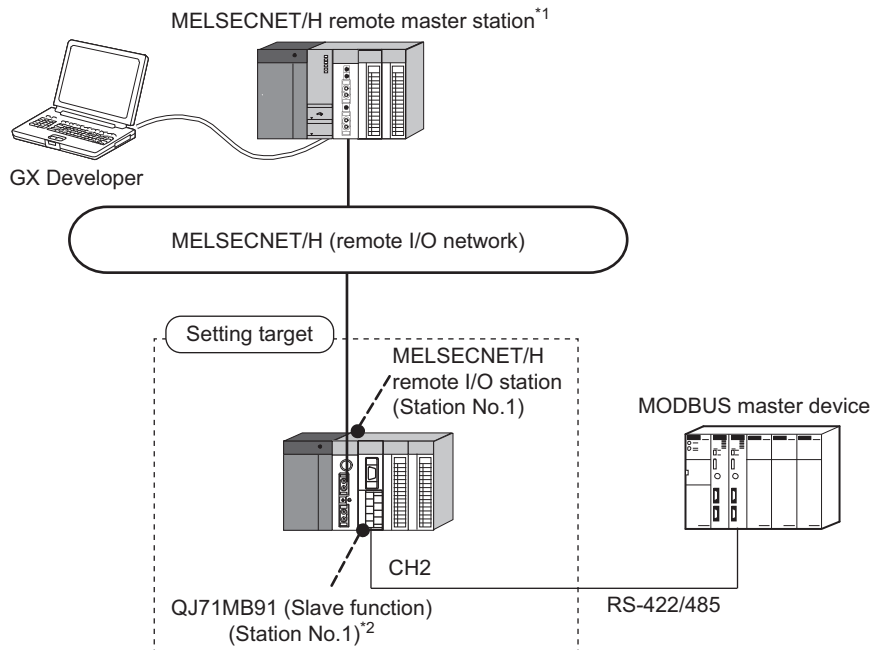 MELSECNET/H remote master station*1
GX Developer
MELSECNET/H (remote I/O network)
Setting target
MELSECNET/H
remote I/O station
(Station No.1)
MODBUS master device
CH2
QJ71MB91 (Slave function)
(Station No.1)*2
RS-422/485